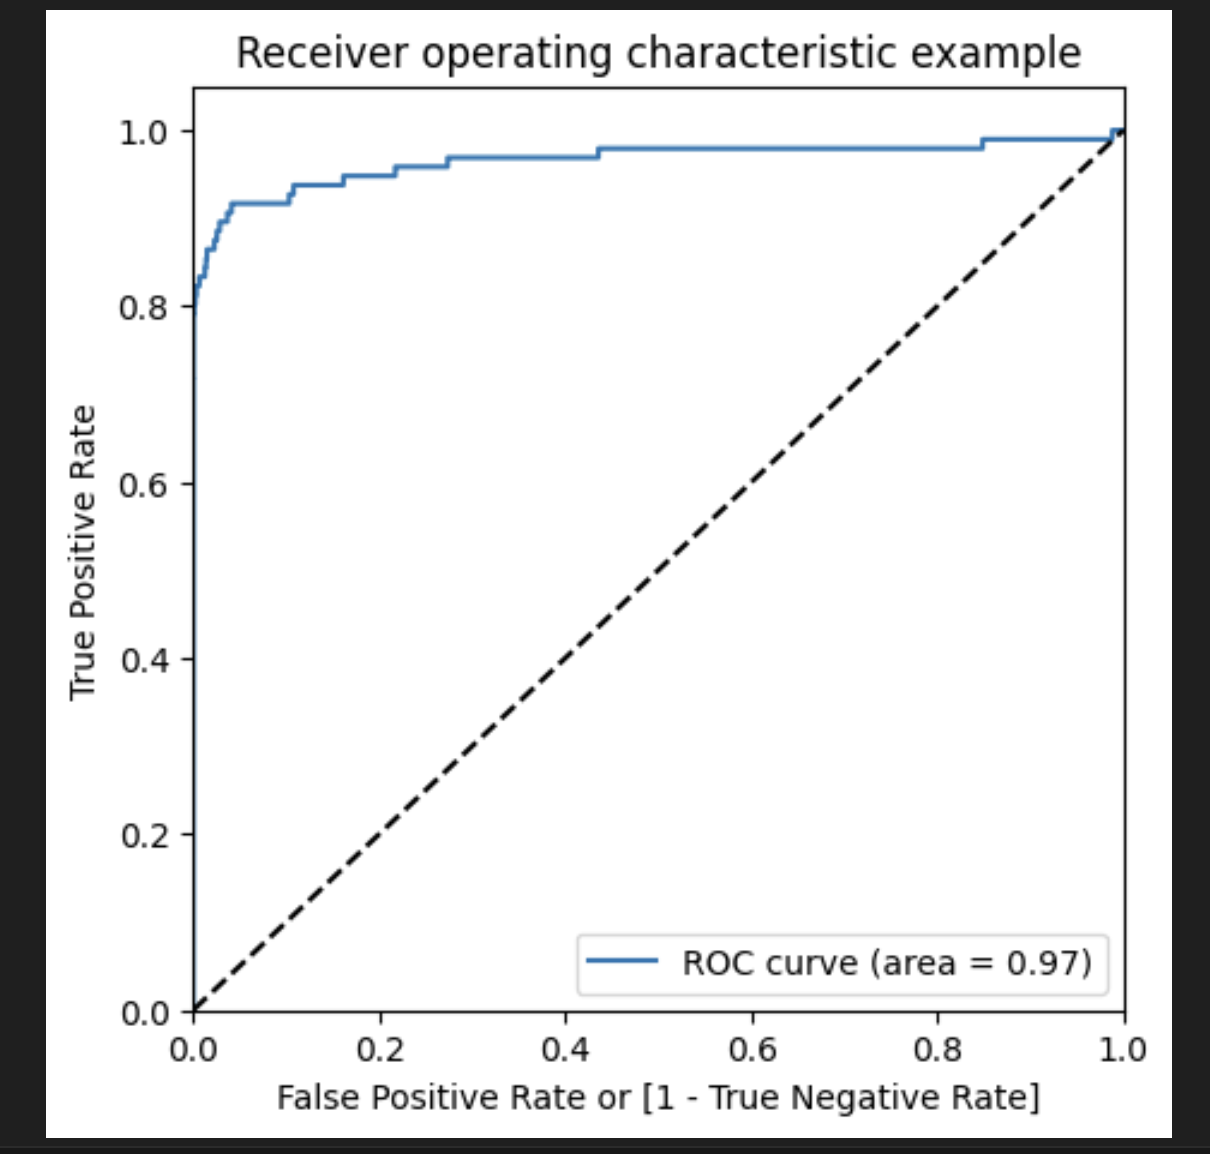 Receiver operating characteristic example
1.0
0.8
0.6
0.4
0.2
0.0
True Positive Rate
ROC curve (area = 0.97)
0.0 0.2 0.4 0.6 0.8 1.0
False Positive Rate or [1 - True Negative Rate]